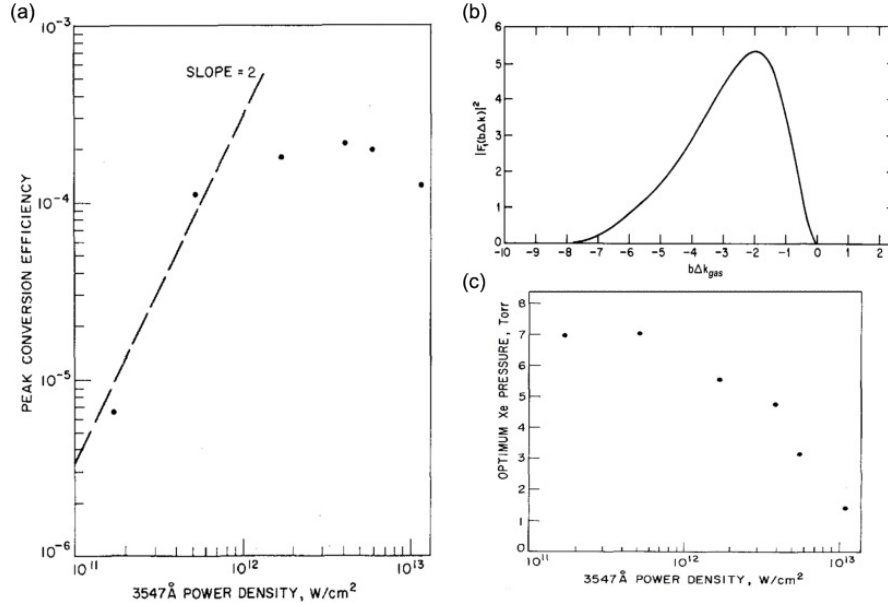 (a)
10⁻³
10⁻⁴
10⁻⁵
10⁻⁶
PEAK CONVERSION EFFICIENCY
SLOPE = 2
10¹¹ 10¹² 10¹³
3547Å POWER DENSITY, W/cm²
(b)
6
5
4
3
2
1
0
|F₁(bΔk)|²
-10 -9 -8 -7 -6 -5 -4 -3 -2 -1 0 1 2
bΔk_gas
(c)
8
7
6
5
4
3
2
1
0
OPTIMUM Xe PRESSURE, Torr
10¹¹ 10¹² 10¹³
3547Å POWER DENSITY, W/cm²